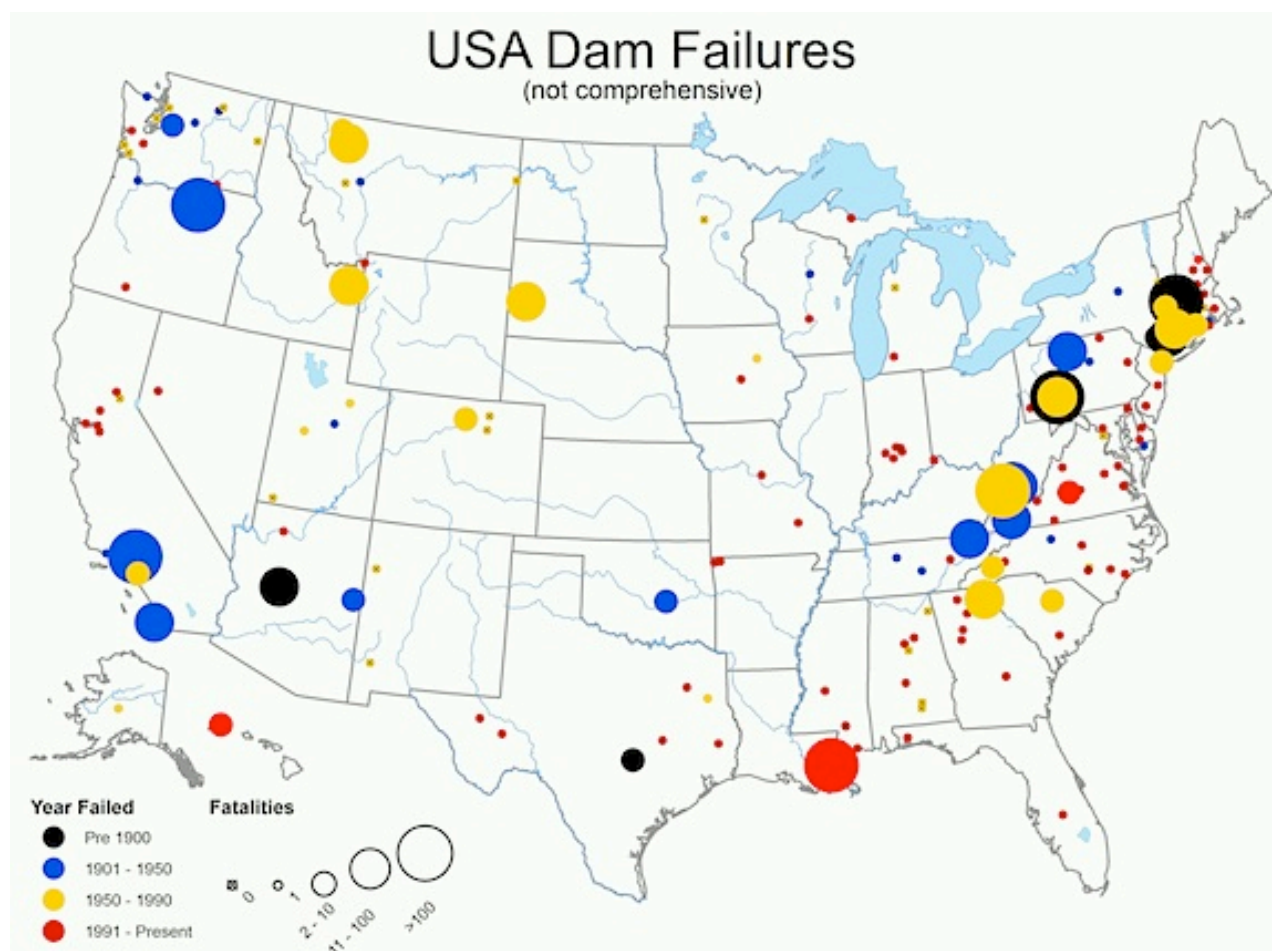 USA Dam Failures
(not comprehensive)
Year Failed
Pre 1900
1901 - 1950
1950 - 1990
1991 - Present
Fatalities
0
1
2 - 10
11 - 100
>100